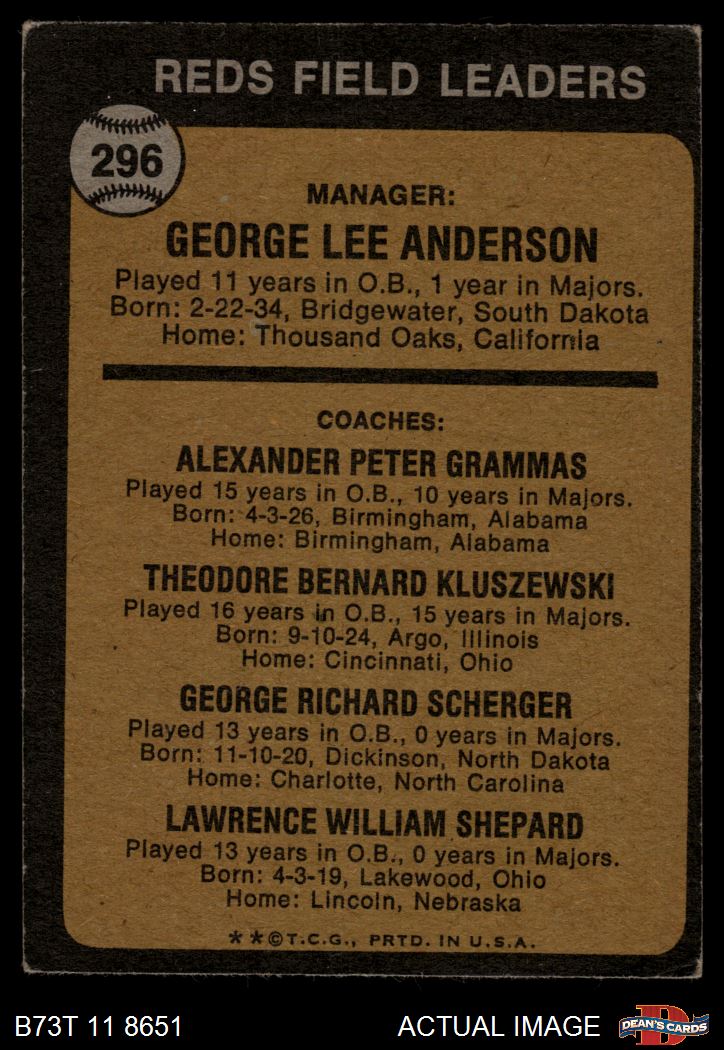 REDS FIELD LEADERS
296
MANAGER:
GEORGE LEE ANDERSON
Played 11 years in O.B., 1 year in Majors.
Born: 2-22-34, Bridgewater, South Dakota
Home: Thousand Oaks, California
COACHES:
ALEXANDER PETER GRAMMAS
Played 15 years in O.B., 10 years in Majors.
Born: 4-3-26, Birmingham, Alabama
Home: Birmingham, Alabama
THEODORE BERNARD KLUSZEWSKI
Played 16 years in O.B., 15 years in Majors.
Born: 9-10-24, Argo, Illinois
Home: Cincinnati, Ohio
GEORGE RICHARD SCHERGER
Played 13 years in O.B., 0 years in Majors.
Born: 11-10-20, Dickinson, North Dakota
Home: Charlotte, North Carolina
LAWRENCE WILLIAM SHEPARD
Played 13 years in O.B., 0 years in Majors.
Born: 4-3-19, Lakewood, Ohio
Home: Lincoln, Nebraska
**©T.C.G., PRTD. IN U.S.A.
B73T 11 8651 ACTUAL IMAGE
D
DEAN'S CARDS